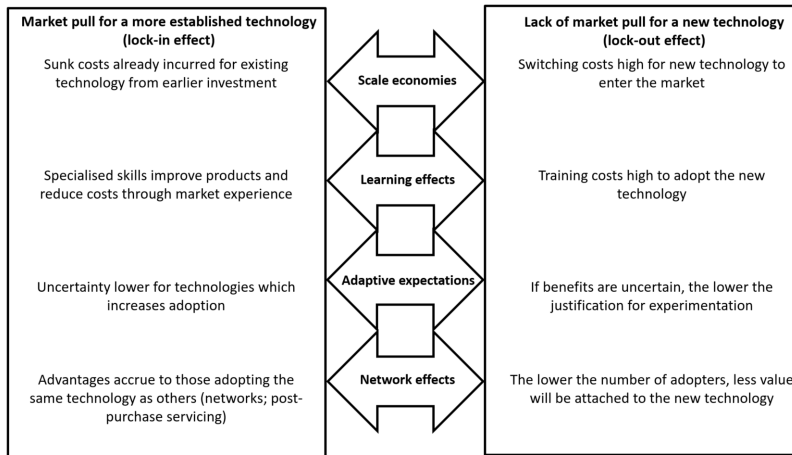 Market pull for a more established technology
(lock-in effect)
Sunk costs already incurred for existing
technology from earlier investment
Specialised skills improve products and
reduce costs through market experience
Uncertainty lower for technologies which
increases adoption
Advantages accrue to those adopting the
same technology as others (networks; post-
purchase servicing)
Scale economies
Learning effects
Adaptive expectations
Network effects
Lack of market pull for a new technology
(lock-out effect)
Switching costs high for new technology to
enter the market
Training costs high to adopt the new
technology
If benefits are uncertain, the lower the
justification for experimentation
The lower the number of adopters, less value
will be attached to the new technology